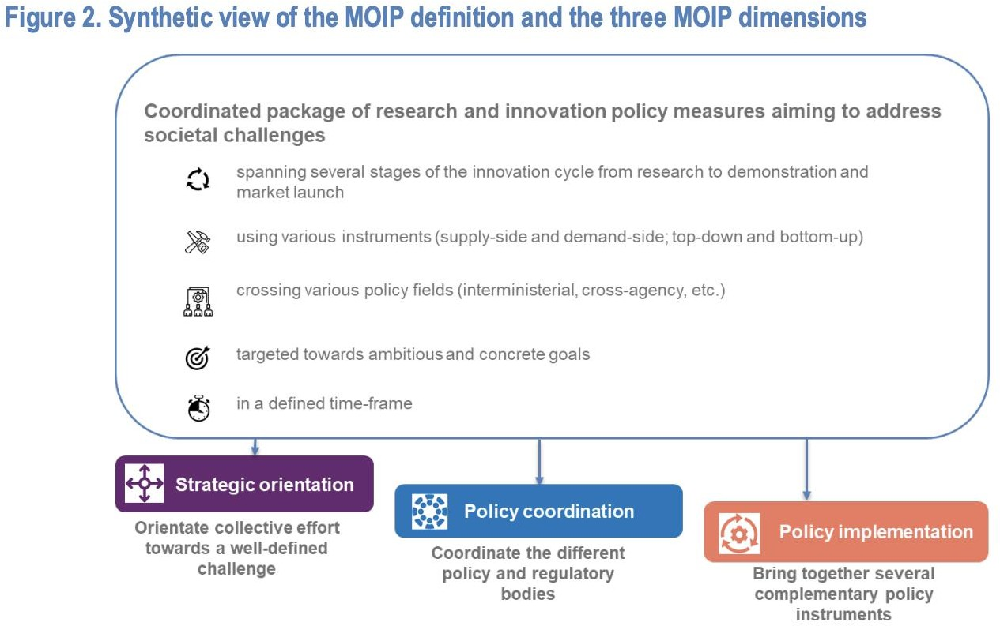 Figure 2. Synthetic view of the MOIP definition and the three MOIP dimensions
Coordinated package of research and innovation policy measures aiming to address
societal challenges
spanning several stages of the innovation cycle from research to demonstration and
market launch
using various instruments (supply-side and demand-side; top-down and bottom-up)
crossing various policy fields (interministerial, cross-agency, etc.)
targeted towards ambitious and concrete goals
in a defined time-frame
Strategic orientation
Orientate collective effort
towards a well-defined
challenge
Policy coordination
Coordinate the different
policy and regulatory
bodies
Policy implementation
Bring together several
complementary policy
instruments